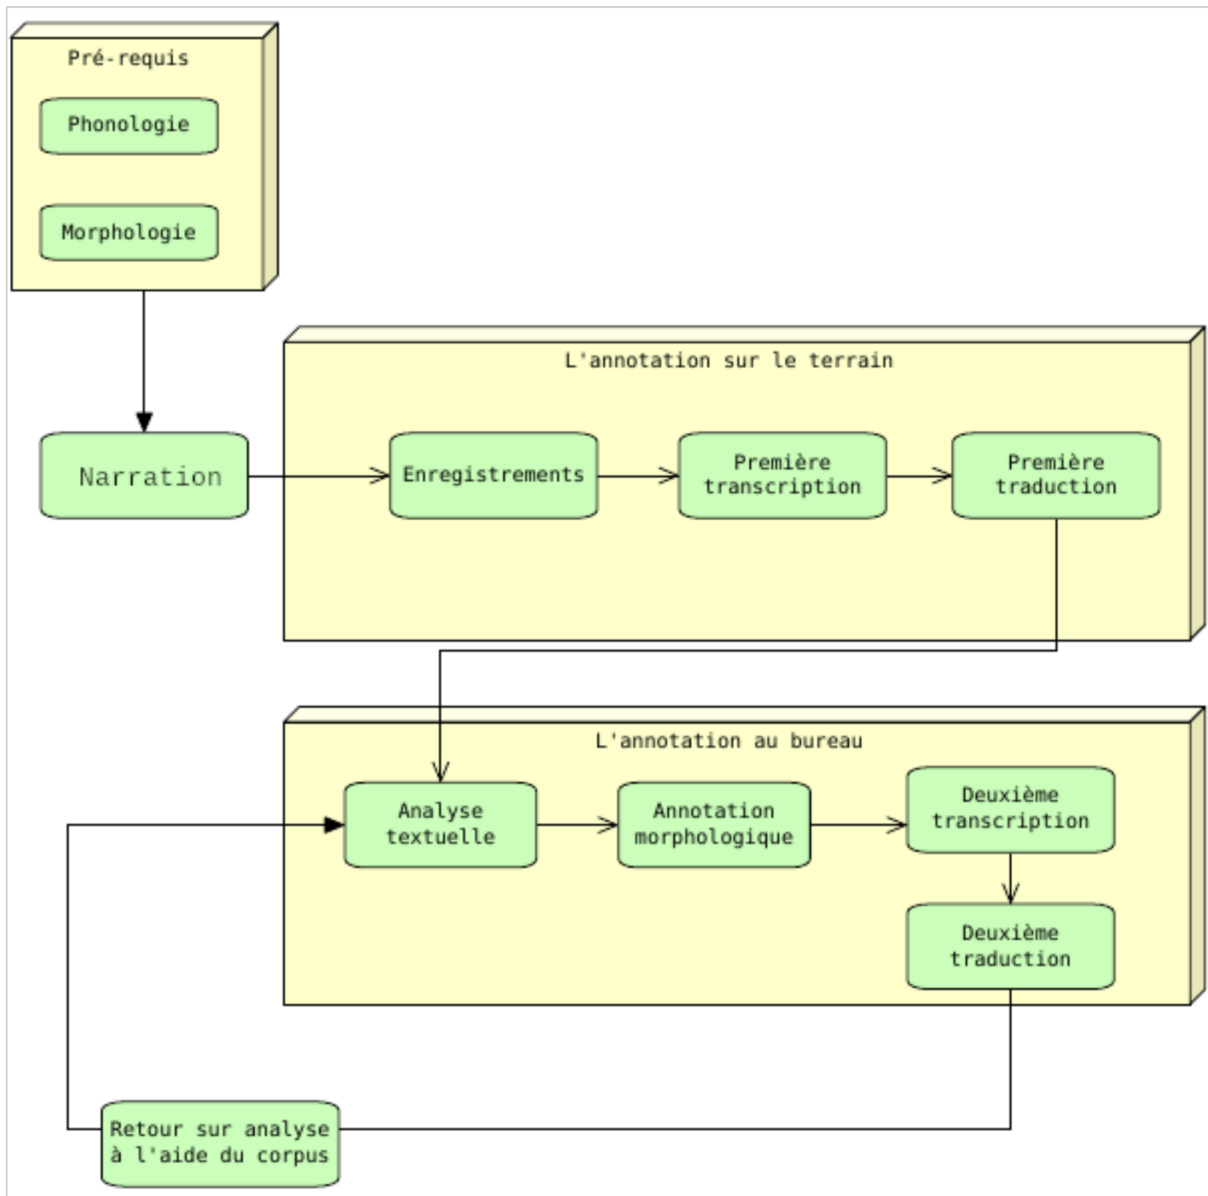 Pré-requis
Phonologie
Morphologie
L'annotation sur le terrain
Narration
Enregistrements
Première
transcription
Première
traduction
L'annotation au bureau
Analyse
textuelle
Annotation
morphologique
Deuxième
transcription
Deuxième
traduction
Retour sur analyse
à l'aide du corpus